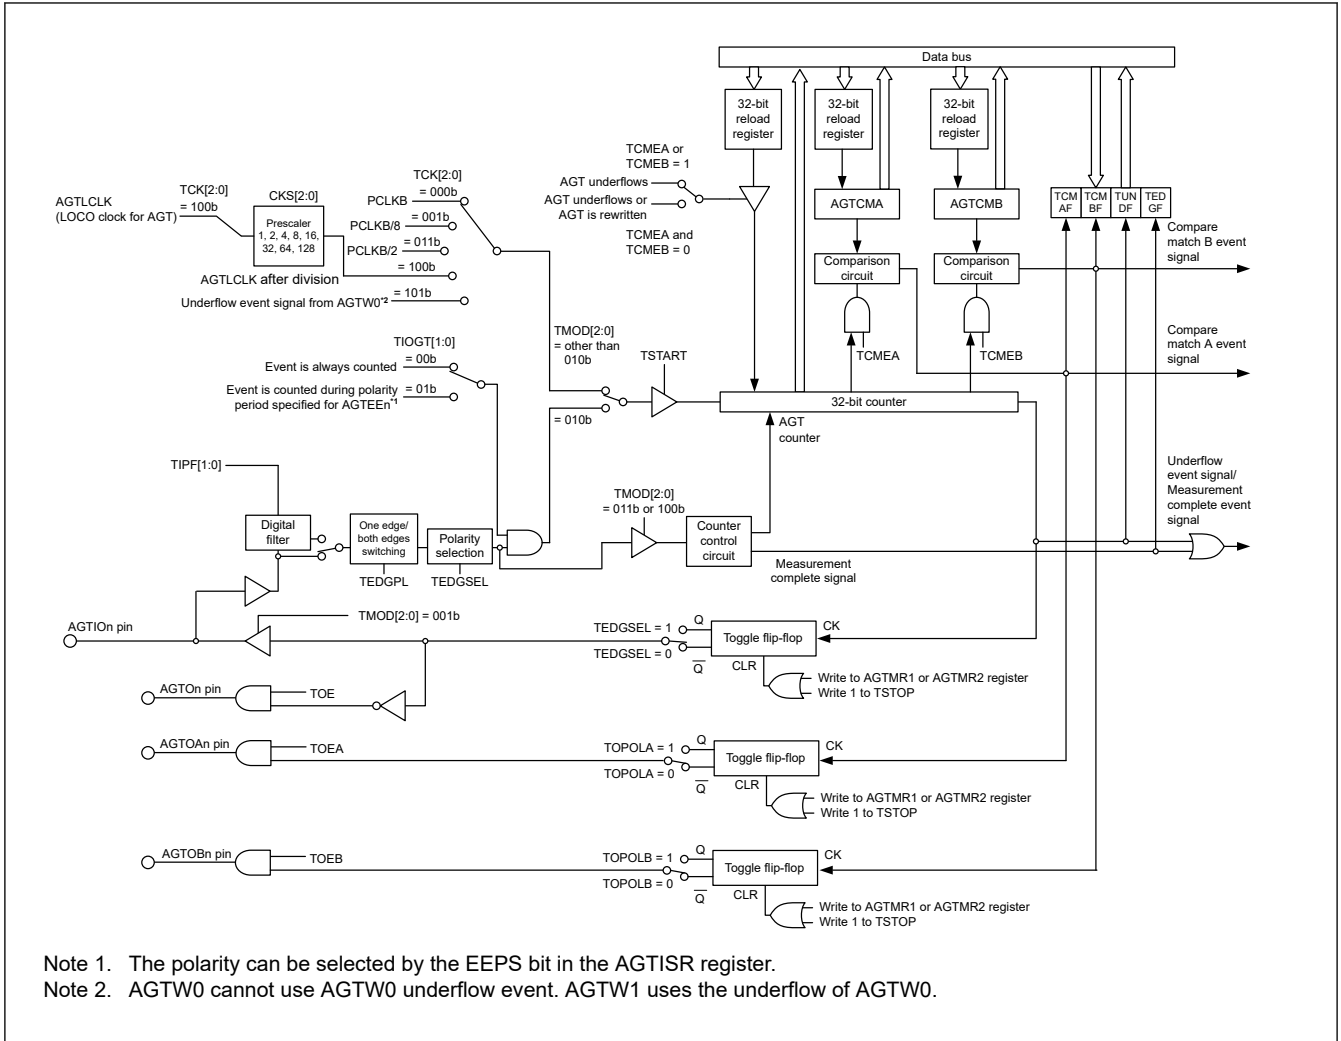 Data bus
32-bit
reload
register
32-bit
reload
register
32-bit
reload
register
TCMEA or
TCMEB = 1
AGT underflows
AGT underflows or
AGT is rewritten
TCMEA and
TCMEB = 0
TCK[2:0]
= 000b
PCLKB
= 001b
PCLKB/8
= 011b
PCLKB/2
= 100b
AGTLCLK after division
= 101b
Underflow event signal from AGTW0*2
AGTLCLK
(LOCO clock for AGT)
TCK[2:0]
= 100b
CKS[2:0]
Prescaler
1, 2, 4, 8, 16,
32, 64, 128
AGTCMA
AGTCMB
TCM
AF
TCM
BF
TUN
DF
TED
GF
Comparison
circuit
Comparison
circuit
TCMEA
TCMEB
Compare
match B event
signal
Compare
match A event
signal
TIOGT[1:0]
= 00b
Event is always counted
= 01b
Event is counted during polarity
period specified for AGTEEn*1
TMOD[2:0]
= other than
010b
= 010b
TSTART
32-bit counter
AGT
counter
Underflow
event signal/
Measurement
complete event
signal
TIPF[1:0]
Digital
filter
One edge/
both edges
switching
Polarity
selection
TEDGPL
TEDGSEL
TMOD[2:0]
= 011b or 100b
Counter
control
circuit
Measurement
complete signal
AGTIOn pin
TMOD[2:0] = 001b
TEDGSEL = 1
TEDGSEL = 0
Q
Q
Toggle flip-flop
CK
CLR
Write to AGTMR1 or AGTMR2 register
Write 1 to TSTOP
AGTOn pin
TOE
AGTOAn pin
TOEA
TOPOLA = 1
TOPOLA = 0
Q
Q
Toggle flip-flop
CK
CLR
Write to AGTMR1 or AGTMR2 register
Write 1 to TSTOP
AGTOBn pin
TOEB
TOPOLB = 1
TOPOLB = 0
Q
Q
Toggle flip-flop
CK
CLR
Write to AGTMR1 or AGTMR2 register
Write 1 to TSTOP
Note 1. The polarity can be selected by the EEPS bit in the AGTISR register.
Note 2. AGTW0 cannot use AGTW0 underflow event. AGTW1 uses the underflow of AGTW0.